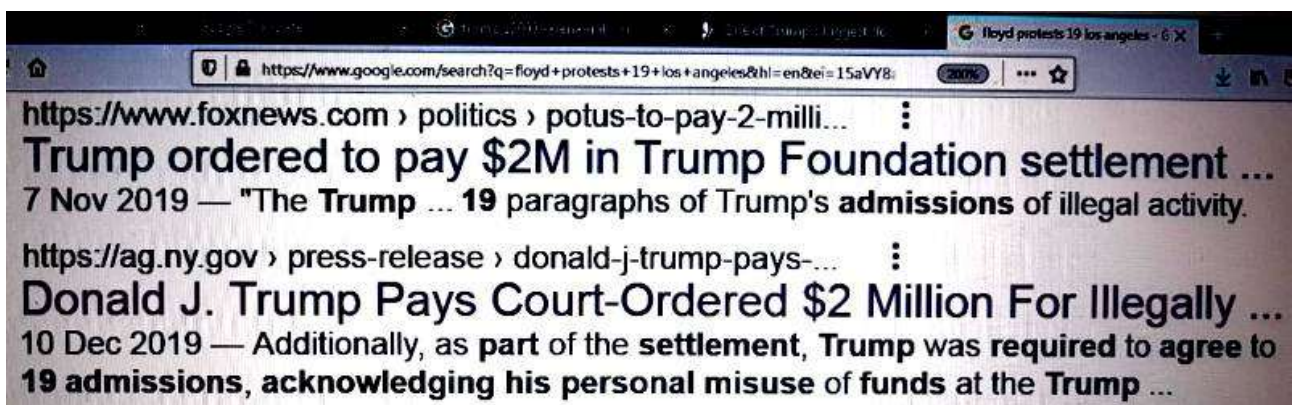 floyd protests 19 los angeles - G
https://www.google.com/search?q=floyd+protests+19+los+angeles&hl=en&ei=15aVY8
200%
https://www.foxnews.com › politics › potus-to-pay-2-milli...
Trump ordered to pay $2M in Trump Foundation settlement ...
7 Nov 2019 — "The Trump ... 19 paragraphs of Trump's admissions of illegal activity.
https://ag.ny.gov › press-release › donald-j-trump-pays-...
Donald J. Trump Pays Court-Ordered $2 Million For Illegally ...
10 Dec 2019 — Additionally, as part of the settlement, Trump was required to agree to
19 admissions, acknowledging his personal misuse of funds at the Trump ...